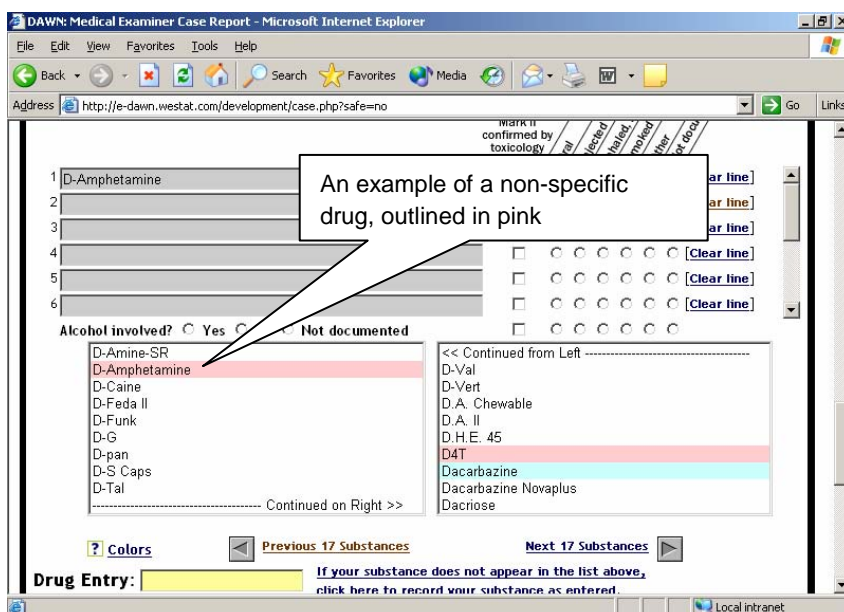 DAWN: Medical Examiner Case Report - Microsoft Internet Explorer
File Edit View Favorites Tools Help
Back Search Favorites Media
Address http://e-dawn.westat.com/development/case.php?safe=no Go Links
confirmed by
toxicology
1 D-Amphetamine ar line]
2 ar line]
3 ar line]
4 [Clear line]
5 [Clear line]
6 [Clear line]
An example of a non-specific
drug, outlined in pink
Alcohol involved? Yes Not documented
D-Amine-SR
D-Amphetamine
D-Caine
D-Feda II
D-Funk
D-G
D-pan
D-S Caps
D-Tal
Continued on Right >>
<< Continued from Left
D-Val
D-Vert
D.A. Chewable
D.A. II
D.H.E. 45
D4T
Dacarbazine
Dacarbazine Novaplus
Dacriose
? Colors Previous 17 Substances Next 17 Substances
Drug Entry: If your substance does not appear in the list above,
click here to record your substance as entered.
Local intranet